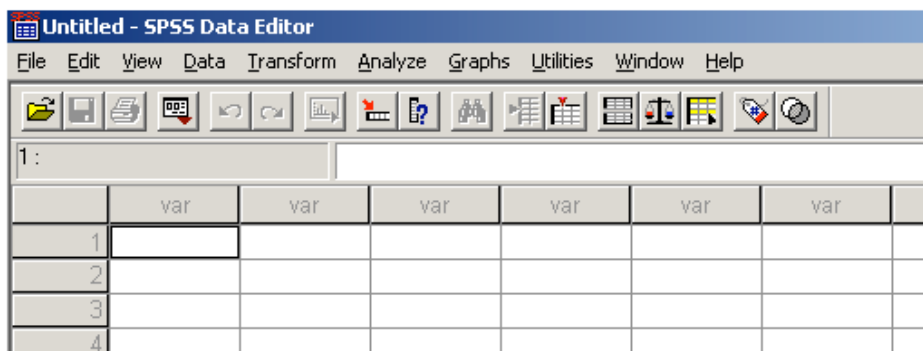 SPSS Untitled - SPSS Data Editor
File Edit View Data Transform Analyze Graphs Utilities Window Help
1 :
var var var var var var
1
2
3
4